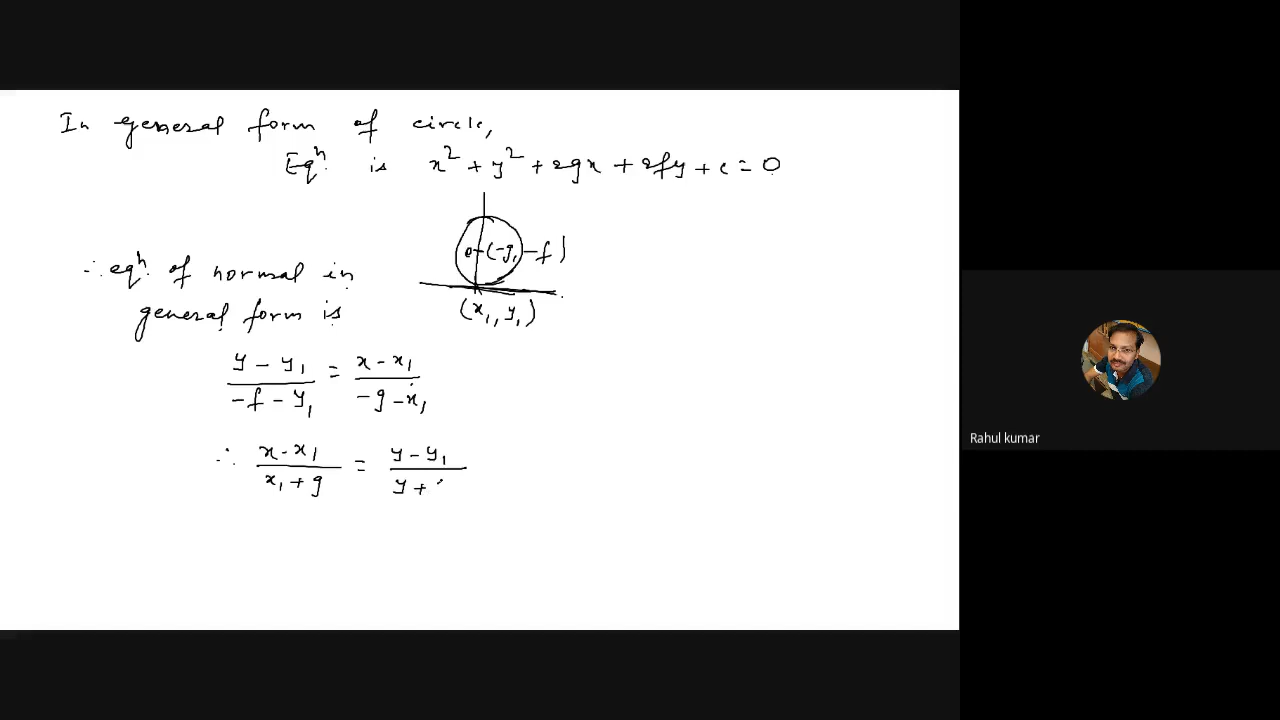 In general form of circle,
Eqⁿ is x² + y² + 2gx + 2fy + c = 0
(-g, -f)
∴ eqⁿ of normal in
general form is
(x₁, y₁)
y - y₁ / -f - y₁ = x - x₁ / -g - x₁
∴ x - x₁ / x₁ + g = y - y₁ / y +
Rahul kumar